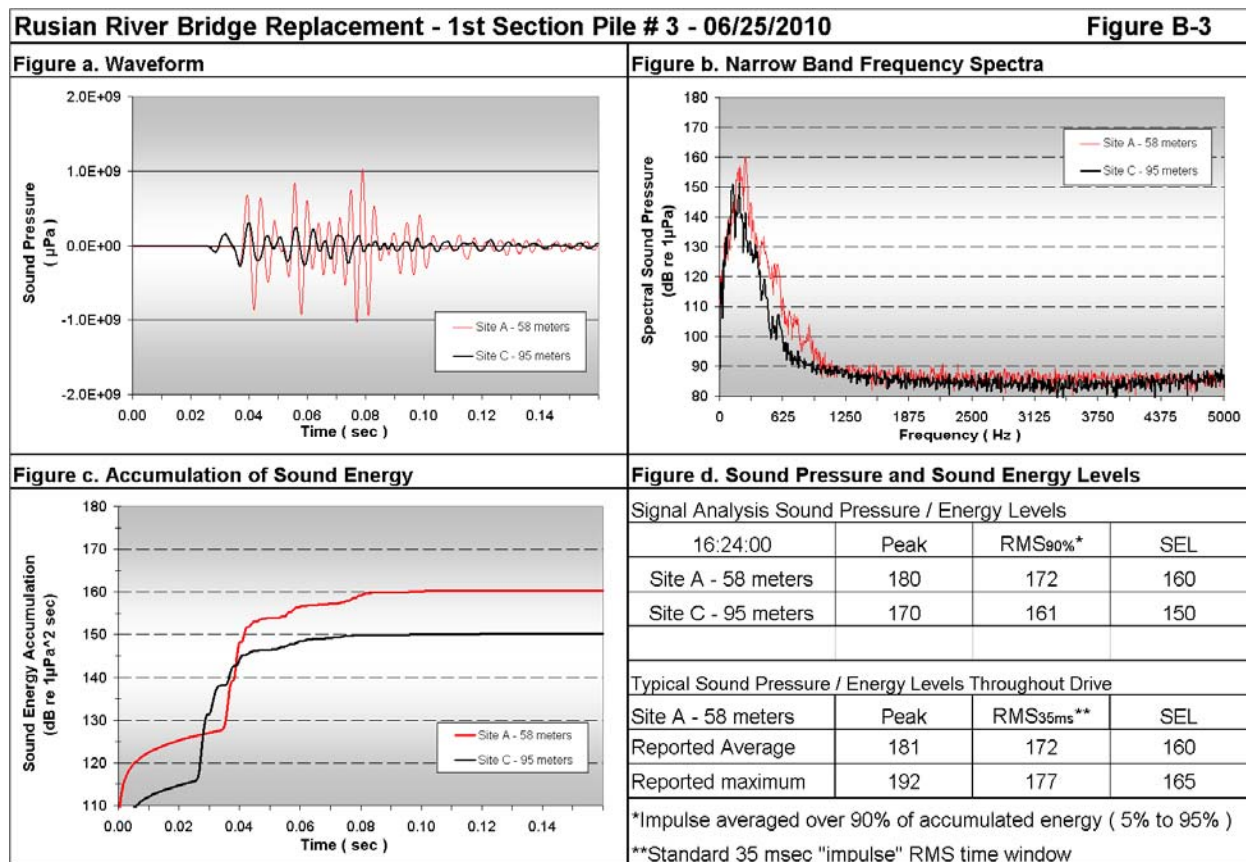 Rusian River Bridge Replacement - 1st Section Pile # 3 - 06/25/2010 Figure B-3
Figure a. Waveform
2.0E+09
1.0E+09
0.0E+00
-1.0E+09
-2.0E+09
Sound Pressure
( µPa )
Site A - 58 meters
Site C - 95 meters
0.00 0.02 0.04 0.06 0.08 0.10 0.12 0.14
Time ( sec )
Figure b. Narrow Band Frequency Spectra
180
170
160
150
140
130
120
110
100
90
80
Spectral Sound Pressure
(dB re 1µPa)
Site A - 58 meters
Site C - 95 meters
0 625 1250 1875 2500 3125 3750 4375 5000
Frequency ( Hz )
Figure c. Accumulation of Sound Energy
180
170
160
150
140
130
120
110
Sound Energy Accumulation
(dB re 1µPa^2 sec)
Site A - 58 meters
Site C - 95 meters
0.00 0.02 0.04 0.06 0.08 0.10 0.12 0.14
Time ( sec )
Figure d. Sound Pressure and Sound Energy Levels
Signal Analysis Sound Pressure / Energy Levels
16:24:00 Peak RMS90%* SEL
Site A - 58 meters 180 172 160
Site C - 95 meters 170 161 150
Typical Sound Pressure / Energy Levels Throughout Drive
Site A - 58 meters Peak RMS35ms** SEL
Reported Average 181 172 160
Reported maximum 192 177 165
*Impulse averaged over 90% of accumulated energy ( 5% to 95% )
**Standard 35 msec "impulse" RMS time window